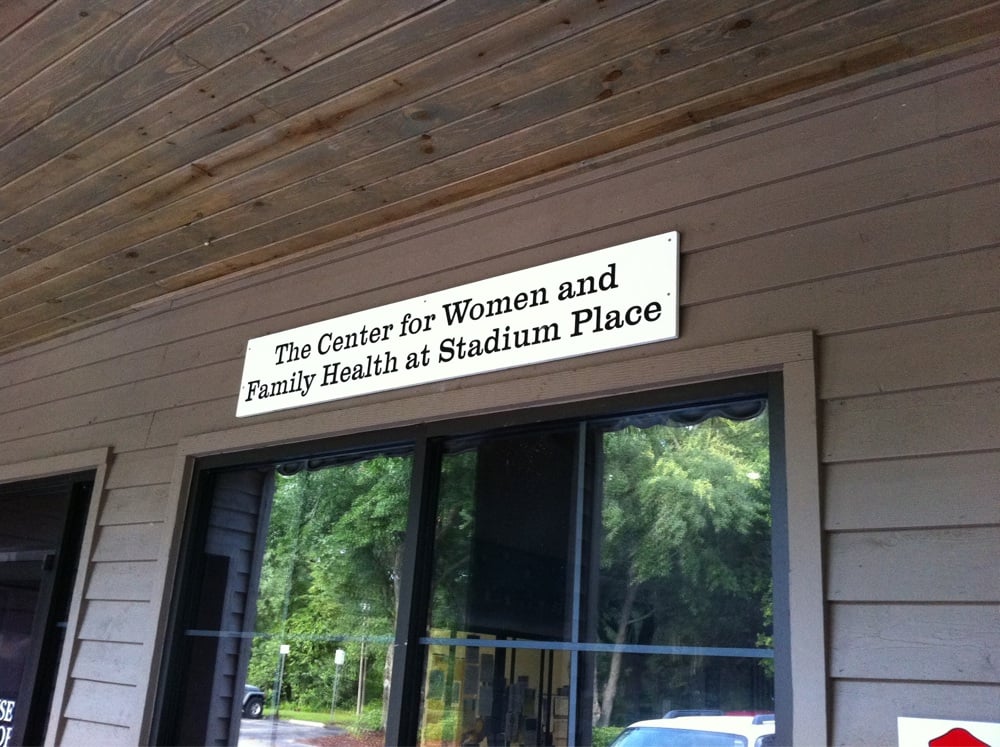 The Center for Women and
Family Health at Stadium Place